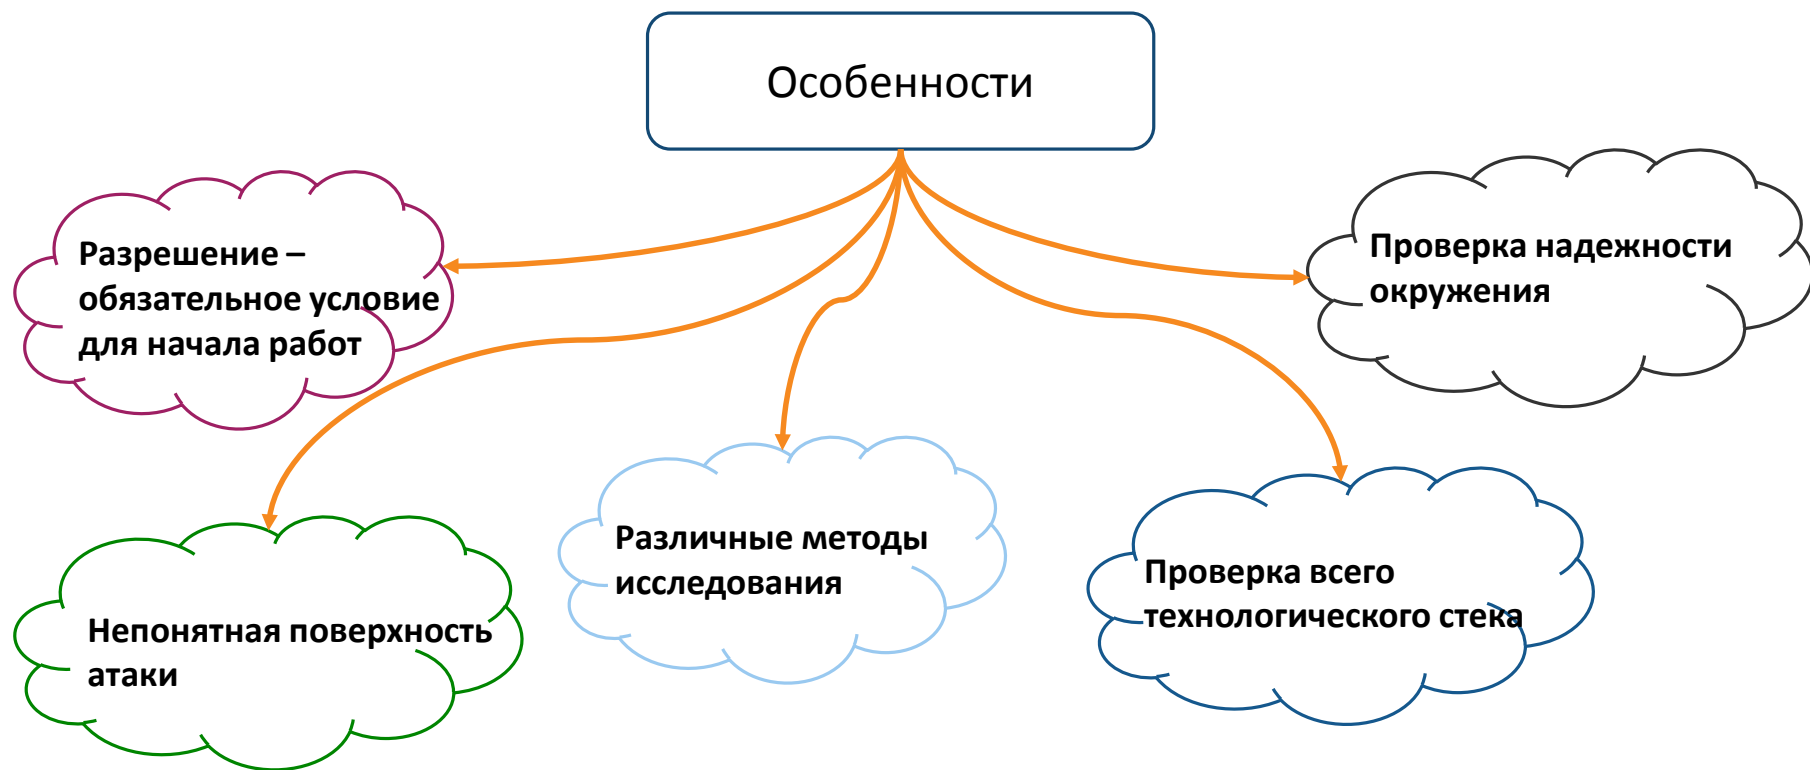 Особенности
Разрешение –
обязательное условие
для начала работ
Проверка надежности
окружения
Непонятная поверхность
атаки
Различные методы
исследования
Проверка всего
технологического стека